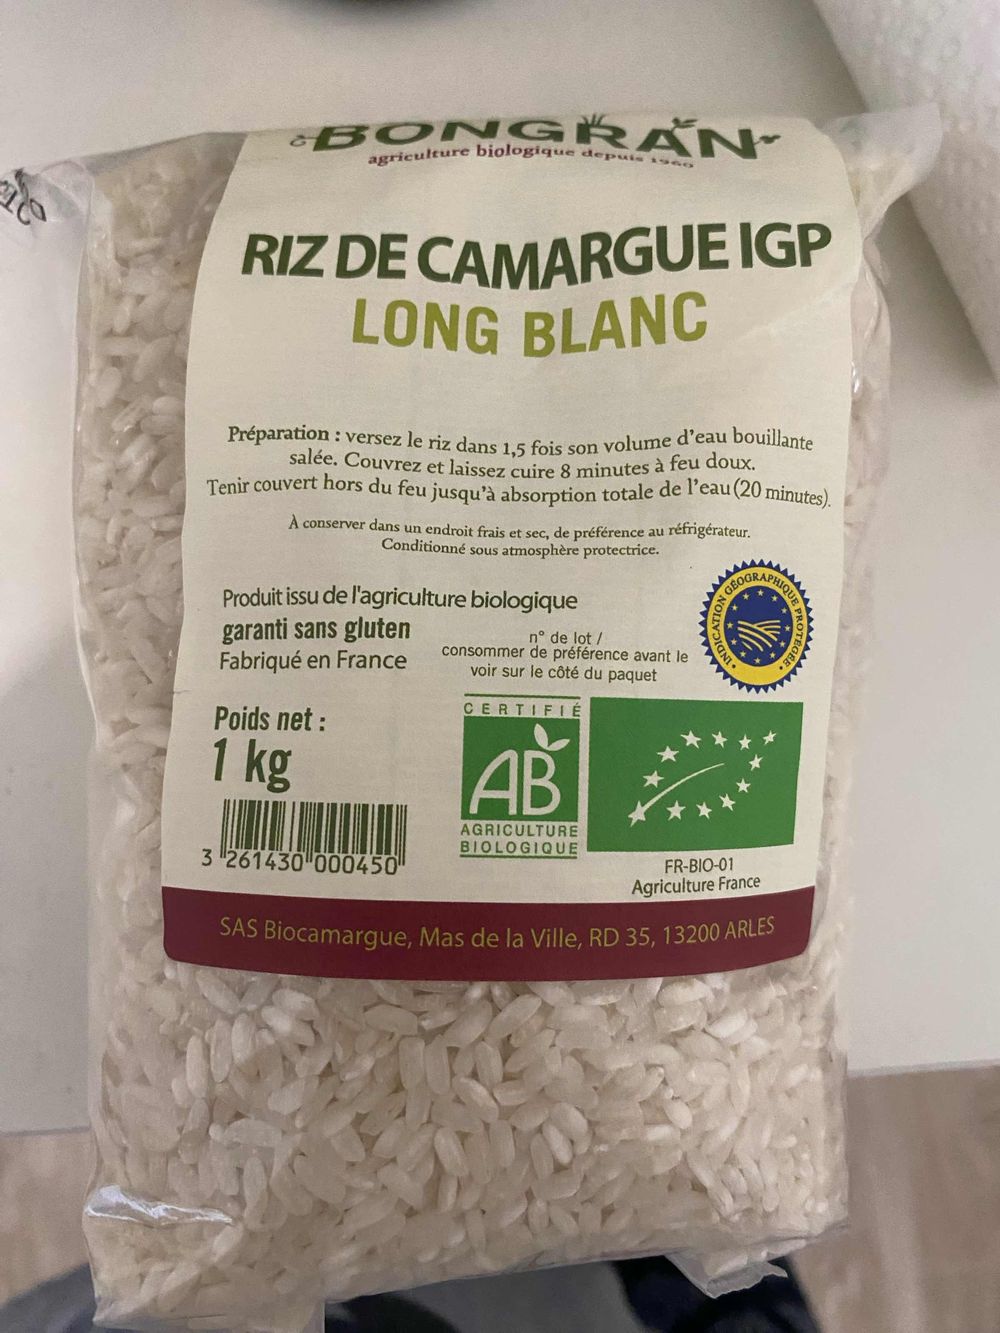 BONGRAN
agriculture biologique depuis 1960
RIZ DE CAMARGUE IGP
LONG BLANC
Préparation : versez le riz dans 1,5 fois son volume d'eau bouillante
salée. Couvrez et laissez cuire 8 minutes à feu doux.
Tenir couvert hors du feu jusqu'à absorption totale de l'eau (20 minutes).
À conserver dans un endroit frais et sec, de préférence au réfrigérateur.
Conditionné sous atmosphère protectrice.
INDICATION GÉOGRAPHIQUE PROTÉGÉE
Produit issu de l'agriculture biologique
garanti sans gluten
Fabriqué en France
n° de lot /
consommer de préférence avant le
voir sur le côté du paquet
Poids net :
1 kg
3 261430 000450
CERTIFIÉ
AB
AGRICULTURE
BIOLOGIQUE
FR-BIO-01
Agriculture France
SAS Biocamargue, Mas de la Ville, RD 35, 13200 ARLES